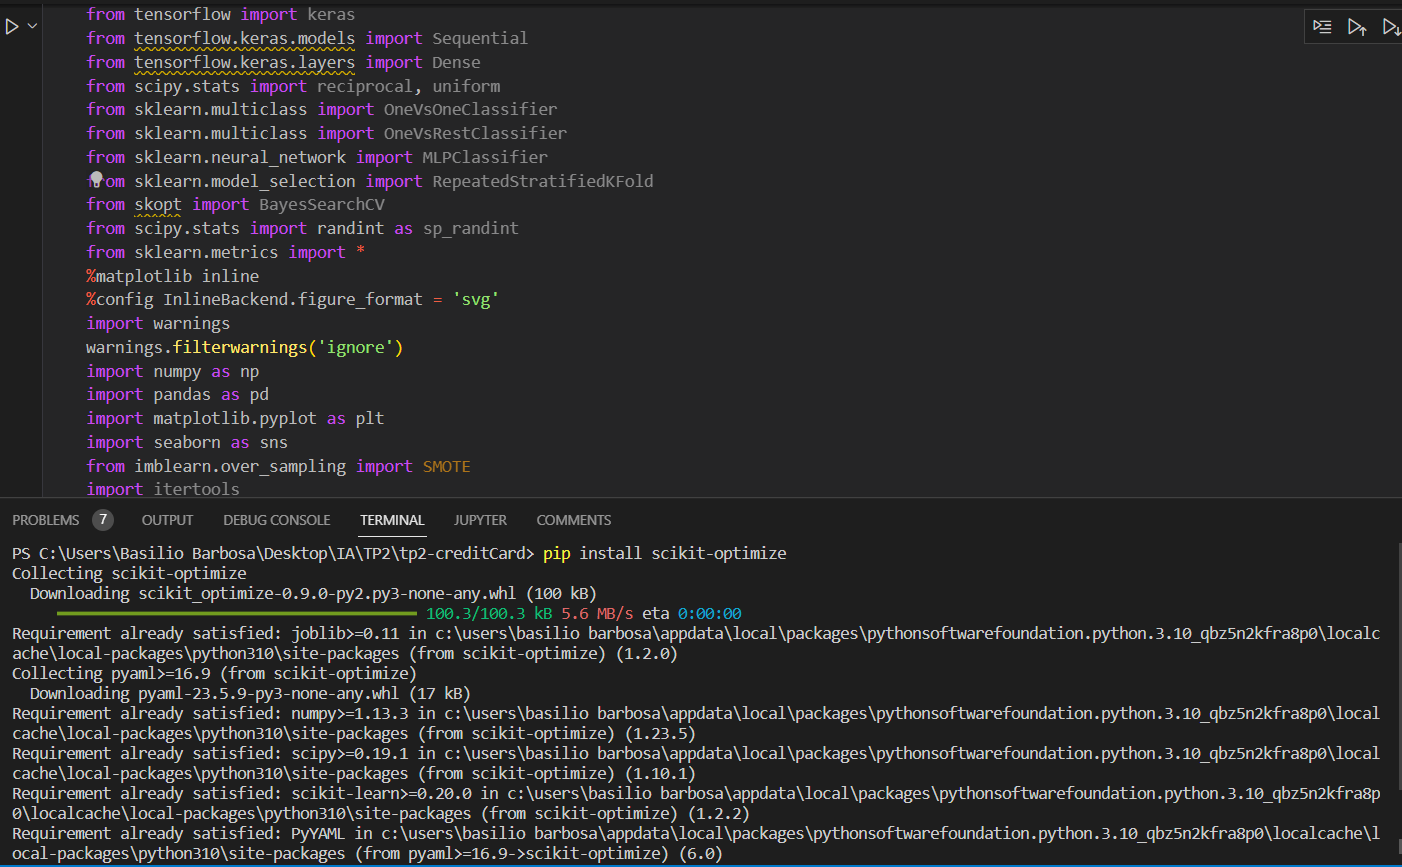 from tensorflow import keras
from tensorflow.keras.models import Sequential
from tensorflow.keras.layers import Dense
from scipy.stats import reciprocal, uniform
from sklearn.multiclass import OneVsOneClassifier
from sklearn.multiclass import OneVsRestClassifier
from sklearn.neural_network import MLPClassifier
from sklearn.model_selection import RepeatedStratifiedKFold
from skopt import BayesSearchCV
from scipy.stats import randint as sp_randint
from sklearn.metrics import *
%matplotlib inline
%config InlineBackend.figure_format = 'svg'
import warnings
warnings.filterwarnings('ignore')
import numpy as np
import pandas as pd
import matplotlib.pyplot as plt
import seaborn as sns
from imblearn.over_sampling import SMOTE
import itertools
PROBLEMS 7 OUTPUT DEBUG CONSOLE TERMINAL JUPYTER COMMENTS
PS C:\Users\Basilio Barbosa\Desktop\IA\TP2\tp2-creditCard> pip install scikit-optimize
Collecting scikit-optimize
  Downloading scikit_optimize-0.9.0-py2.py3-none-any.whl (100 kB)
100.3/100.3 kB 5.6 MB/s eta 0:00:00
Requirement already satisfied: joblib>=0.11 in c:\users\basilio barbosa\appdata\local\packages\pythonsoftwarefoundation.python.3.10_qbz5n2kfra8p0\localc
ache\local-packages\python310\site-packages (from scikit-optimize) (1.2.0)
Collecting pyaml>=16.9 (from scikit-optimize)
  Downloading pyaml-23.5.9-py3-none-any.whl (17 kB)
Requirement already satisfied: numpy>=1.13.3 in c:\users\basilio barbosa\appdata\local\packages\pythonsoftwarefoundation.python.3.10_qbz5n2kfra8p0\local
cache\local-packages\python310\site-packages (from scikit-optimize) (1.23.5)
Requirement already satisfied: scipy>=0.19.1 in c:\users\basilio barbosa\appdata\local\packages\pythonsoftwarefoundation.python.3.10_qbz5n2kfra8p0\local
cache\local-packages\python310\site-packages (from scikit-optimize) (1.10.1)
Requirement already satisfied: scikit-learn>=0.20.0 in c:\users\basilio barbosa\appdata\local\packages\pythonsoftwarefoundation.python.3.10_qbz5n2kfra8p
0\localcache\local-packages\python310\site-packages (from scikit-optimize) (1.2.2)
Requirement already satisfied: PyYAML in c:\users\basilio barbosa\appdata\local\packages\pythonsoftwarefoundation.python.3.10_qbz5n2kfra8p0\localcache\l
ocal-packages\python310\site-packages (from pyaml>=16.9->scikit-optimize) (6.0)